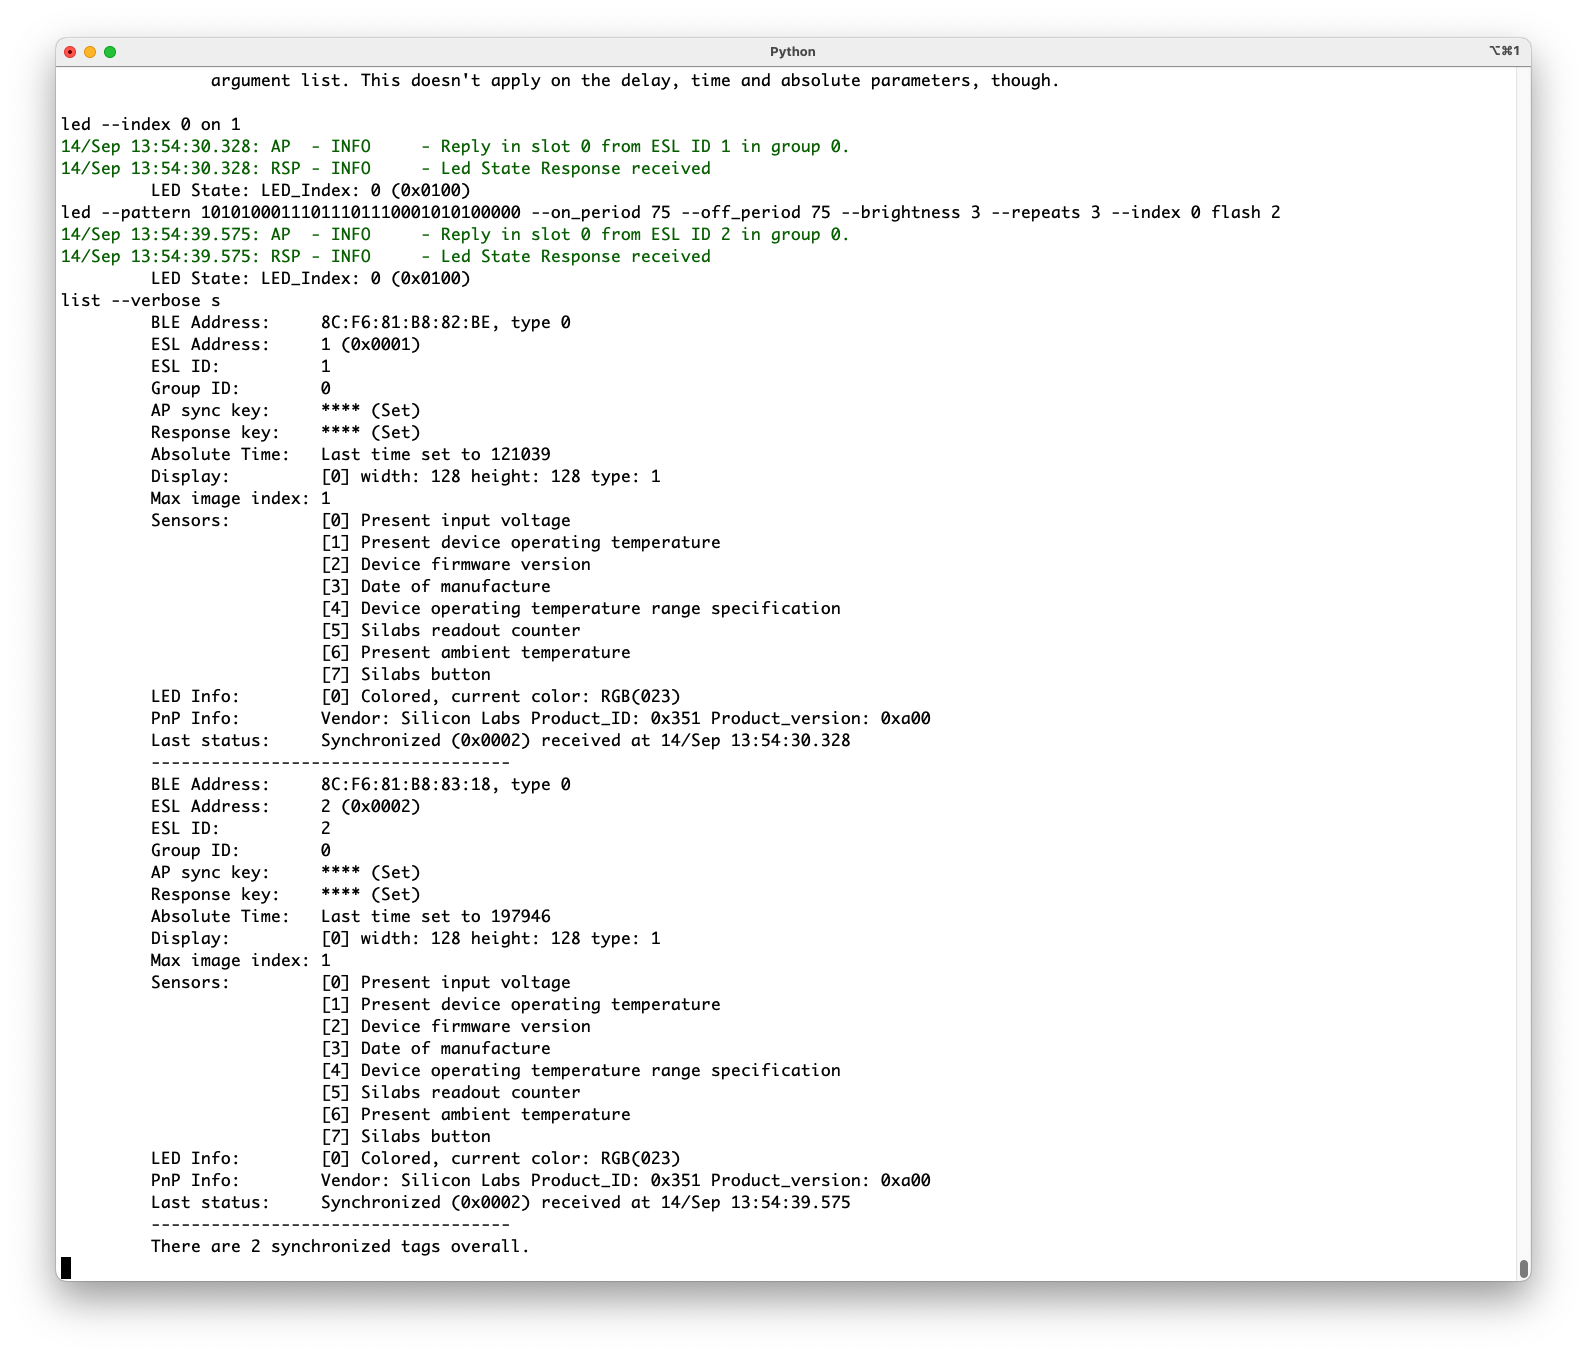 Python
⌥⌘1
argument list. This doesn't apply on the delay, time and absolute parameters, though.
led --index 0 on 1
14/Sep 13:54:30.328: AP  - INFO     - Reply in slot 0 from ESL ID 1 in group 0.
14/Sep 13:54:30.328: RSP - INFO     - Led State Response received
LED State: LED_Index: 0 (0x0100)
led --pattern 10101000111011101110001010100000 --on_period 75 --off_period 75 --brightness 3 --repeats 3 --index 0 flash 2
14/Sep 13:54:39.575: AP  - INFO     - Reply in slot 0 from ESL ID 2 in group 0.
14/Sep 13:54:39.575: RSP - INFO     - Led State Response received
LED State: LED_Index: 0 (0x0100)
list --verbose s
BLE Address:     8C:F6:81:B8:82:BE, type 0
ESL Address:     1 (0x0001)
ESL ID:          1
Group ID:        0
AP sync key:     **** (Set)
Response key:    **** (Set)
Absolute Time:   Last time set to 121039
Display:         [0] width: 128 height: 128 type: 1
Max image index: 1
Sensors:         [0] Present input voltage
[1] Present device operating temperature
[2] Device firmware version
[3] Date of manufacture
[4] Device operating temperature range specification
[5] Silabs readout counter
[6] Present ambient temperature
[7] Silabs button
LED Info:        [0] Colored, current color: RGB(023)
PnP Info:        Vendor: Silicon Labs Product_ID: 0x351 Product_version: 0xa00
Last status:     Synchronized (0x0002) received at 14/Sep 13:54:30.328
------------------------------------
BLE Address:     8C:F6:81:B8:83:18, type 0
ESL Address:     2 (0x0002)
ESL ID:          2
Group ID:        0
AP sync key:     **** (Set)
Response key:    **** (Set)
Absolute Time:   Last time set to 197946
Display:         [0] width: 128 height: 128 type: 1
Max image index: 1
Sensors:         [0] Present input voltage
[1] Present device operating temperature
[2] Device firmware version
[3] Date of manufacture
[4] Device operating temperature range specification
[5] Silabs readout counter
[6] Present ambient temperature
[7] Silabs button
LED Info:        [0] Colored, current color: RGB(023)
PnP Info:        Vendor: Silicon Labs Product_ID: 0x351 Product_version: 0xa00
Last status:     Synchronized (0x0002) received at 14/Sep 13:54:39.575
------------------------------------
There are 2 synchronized tags overall.